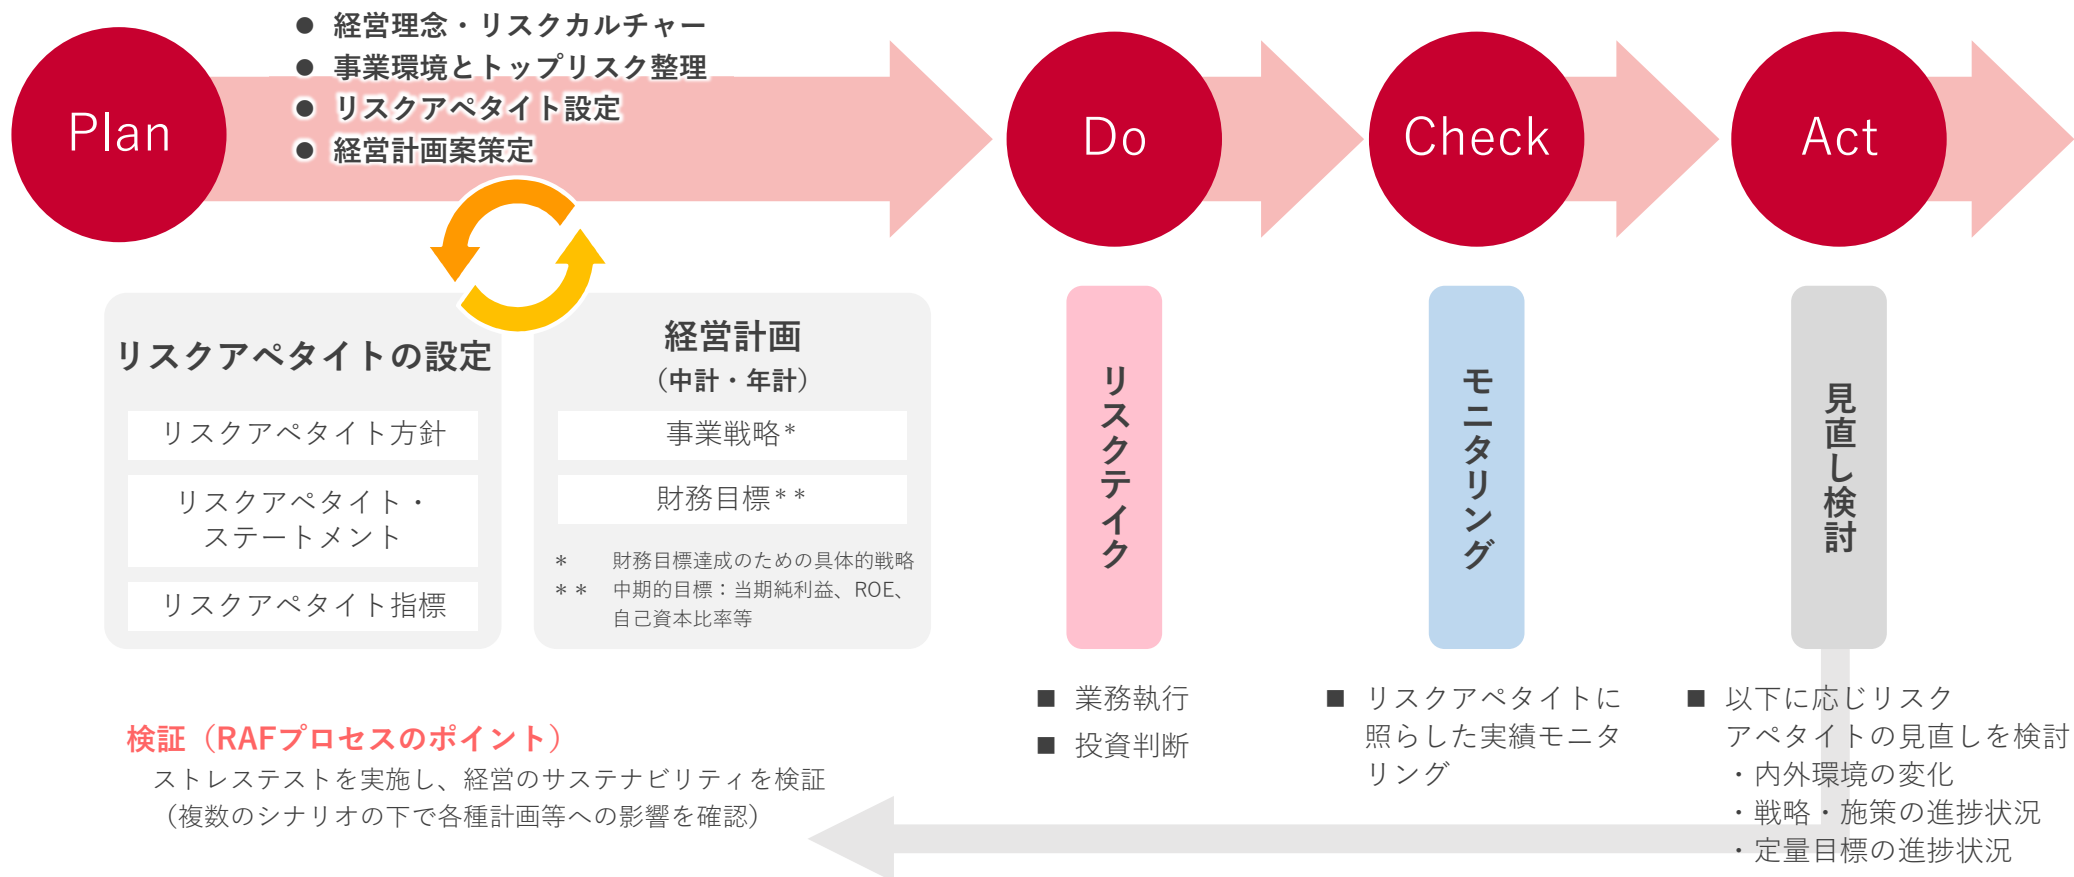 Plan
● 経営理念・リスクカルチャー
● 事業環境とトップリスク整理
● リスクアペタイト設定
● 経営計画案策定
Do
Check
Act
リスクアペタイトの設定
リスクアペタイト方針
リスクアペタイト・
ステートメント
リスクアペタイト指標
経営計画
（中計・年計）
事業戦略*
財務目標**
* 財務目標達成のための具体的戦略
** 中期的目標：当期純利益、ROE、
自己資本比率等
リスクテイク
■ 業務執行
■ 投資判断
モニタリング
■ リスクアペタイトに
照らした実績モニタ
リング
見直し検討
■ 以下に応じリスク
アペタイトの見直しを検討
・内外環境の変化
・戦略・施策の進捗状況
・定量目標の進捗状況
検証（RAFプロセスのポイント）
ストレステストを実施し、経営のサステナビリティを検証
（複数のシナリオの下で各種計画等への影響を確認）